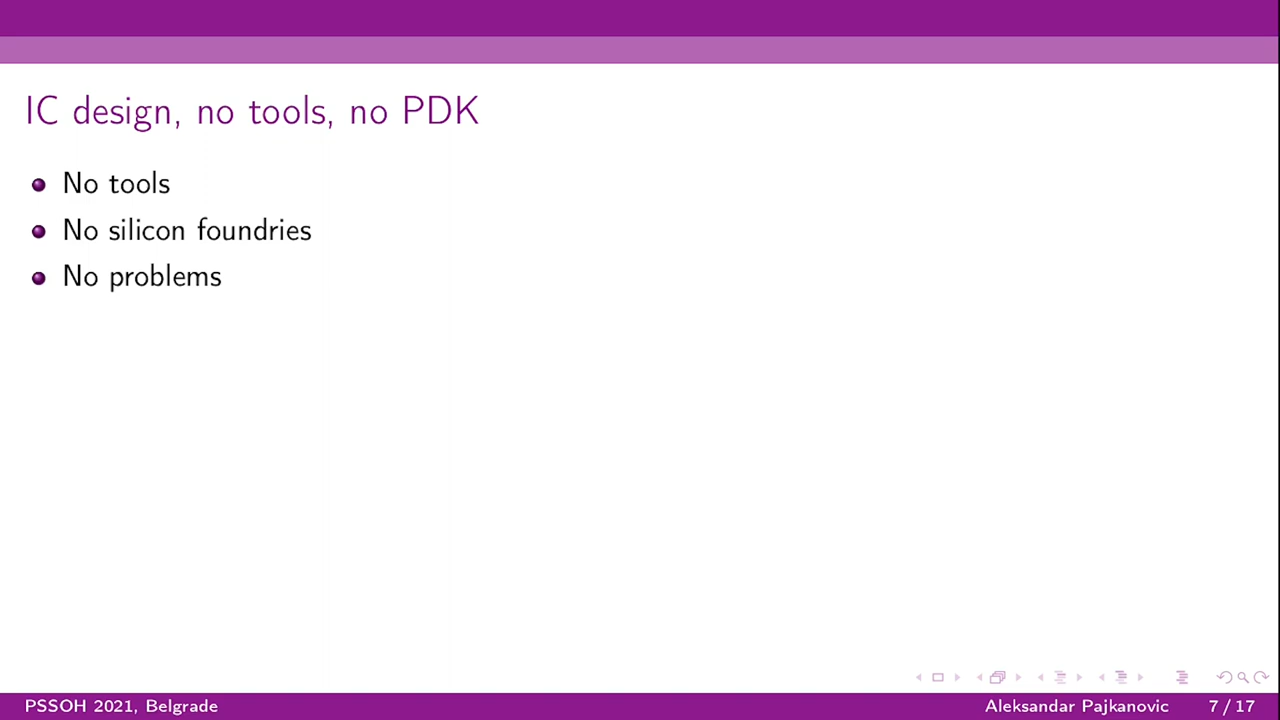 IC design, no tools, no PDK
No tools
No silicon foundries
No problems
PSSOH 2021, Belgrade
Aleksandar Pajkanovic
7 / 17